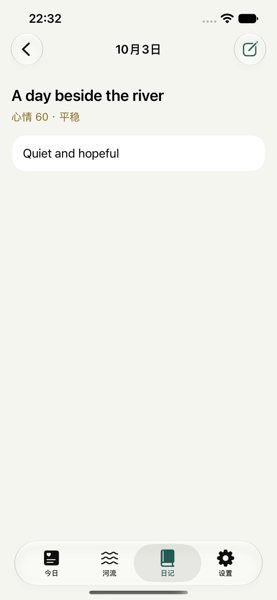 22:32
10月3日
A day beside the river
心情 60 · 平稳
Quiet and hopeful
今日
河流
日记
设置